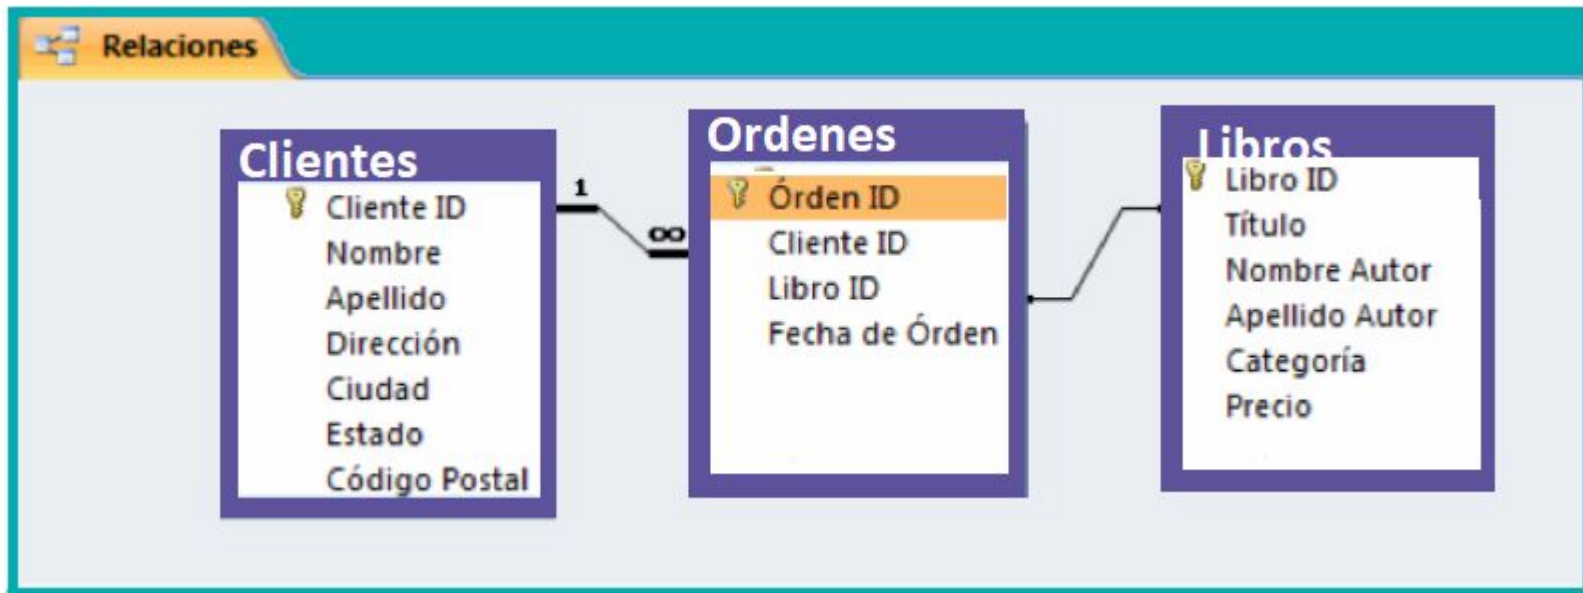 Relaciones
Clientes
Cliente ID
Nombre
Apellido
Dirección
Ciudad
Estado
Código Postal
1
∞
Ordenes
Órden ID
Cliente ID
Libro ID
Fecha de Órden
Libros
Libro ID
Título
Nombre Autor
Apellido Autor
Categoría
Precio